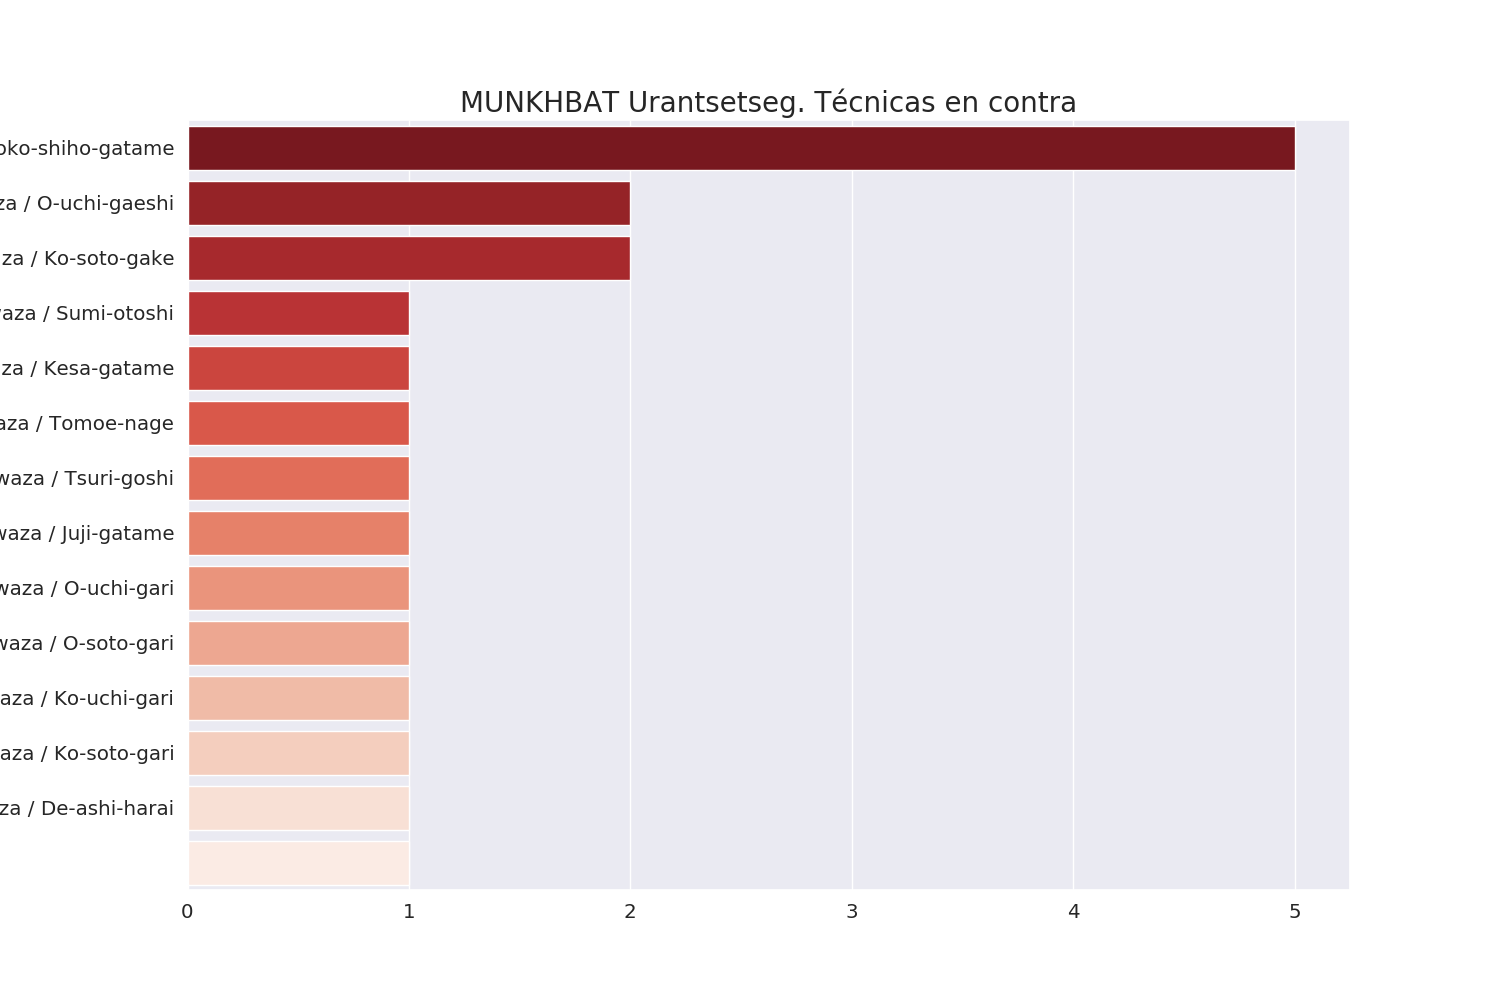 MUNKHBAT Urantsetseg. Técnicas en contra
oko-shiho-gatame
za / O-uchi-gaeshi
za / Ko-soto-gake
aza / Sumi-otoshi
za / Kesa-gatame
aza / Tomoe-nage
waza / Tsuri-goshi
waza / Juji-gatame
waza / O-uchi-gari
waza / O-soto-gari
aza / Ko-uchi-gari
aza / Ko-soto-gari
za / De-ashi-harai
0 1 2 3 4 5